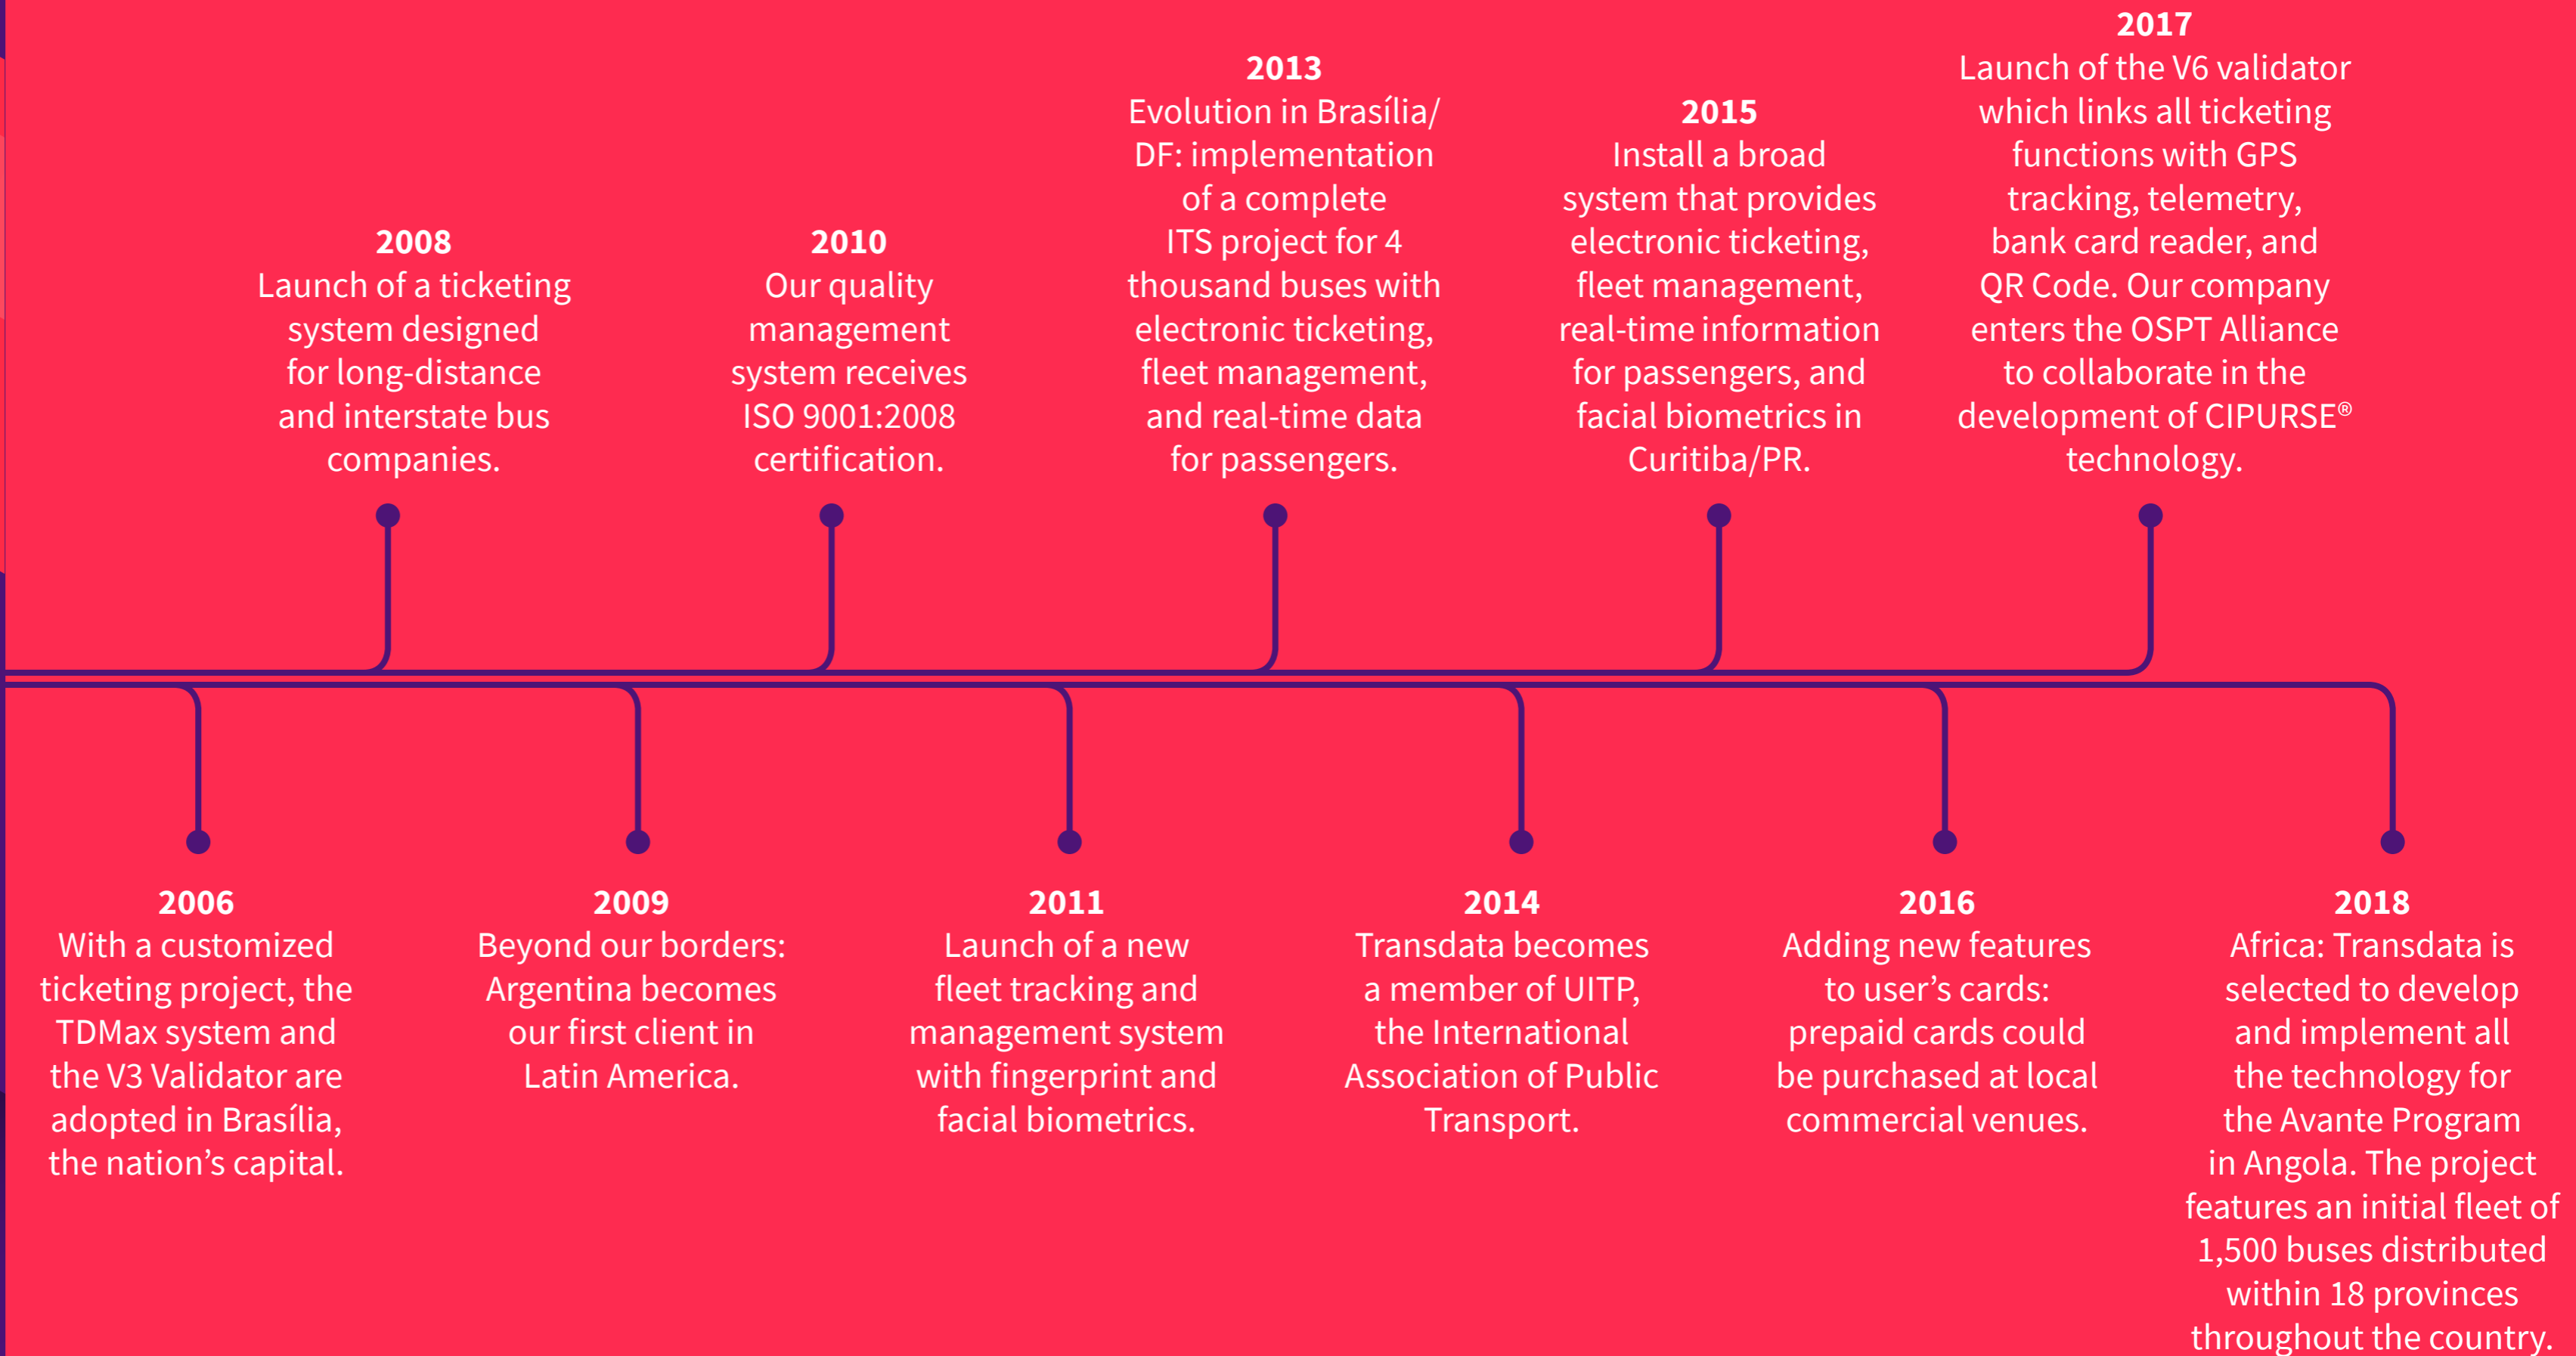 2006
With a customized
ticketing project, the
TDMax system and
the V3 Validator are
adopted in Brasília,
the nation's capital.
2008
Launch of a ticketing
system designed
for long-distance
and interstate bus
companies.
2009
Beyond our borders:
Argentina becomes
our first client in
Latin America.
2010
Our quality
management
system receives
ISO 9001:2008
certification.
2011
Launch of a new
fleet tracking and
management system
with fingerprint and
facial biometrics.
2013
Evolution in Brasília/
DF: implementation
of a complete
ITS project for 4
thousand buses with
electronic ticketing,
fleet management,
and real-time data
for passengers.
2014
Transdata becomes
a member of UITP,
the International
Association of Public
Transport.
2015
Install a broad
system that provides
electronic ticketing,
fleet management,
real-time information
for passengers, and
facial biometrics in
Curitiba/PR.
2016
Adding new features
to user's cards:
prepaid cards could
be purchased at local
commercial venues.
2017
Launch of the V6 validator
which links all ticketing
functions with GPS
tracking, telemetry,
bank card reader, and
QR Code. Our company
enters the OSPT Alliance
to collaborate in the
development of CIPURSE®
technology.
2018
Africa: Transdata is
selected to develop
and implement all
the technology for
the Avante Program
in Angola. The project
features an initial fleet of
1,500 buses distributed
within 18 provinces
throughout the country.